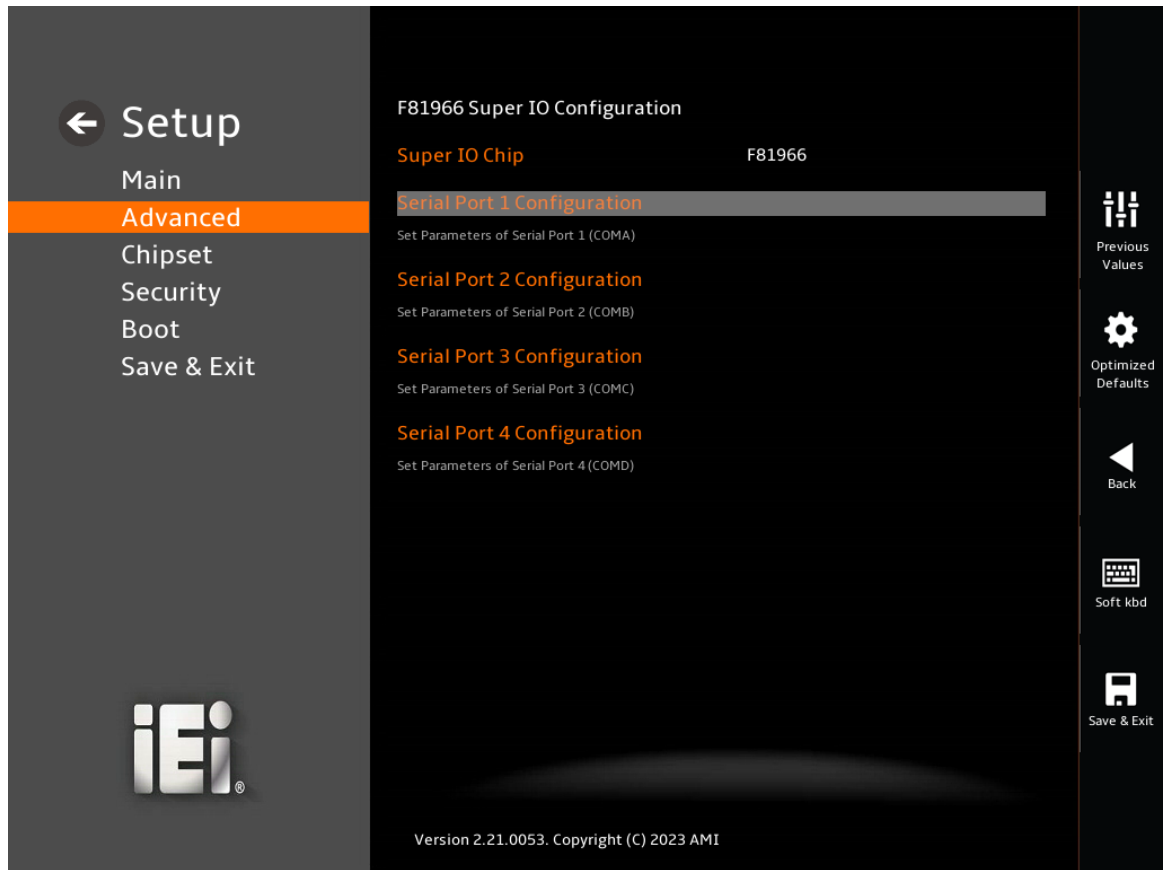 Setup
Main
Advanced
Chipset
Security
Boot
Save & Exit
iEi®
F81966 Super IO Configuration
Super IO Chip F81966
Serial Port 1 Configuration
Set Parameters of Serial Port 1 (COMA)
Serial Port 2 Configuration
Set Parameters of Serial Port 2 (COMB)
Serial Port 3 Configuration
Set Parameters of Serial Port 3 (COMC)
Serial Port 4 Configuration
Set Parameters of Serial Port 4 (COMD)
Version 2.21.0053. Copyright (C) 2023 AMI
Previous
Values
Optimized
Defaults
Back
Soft kbd
Save & Exit